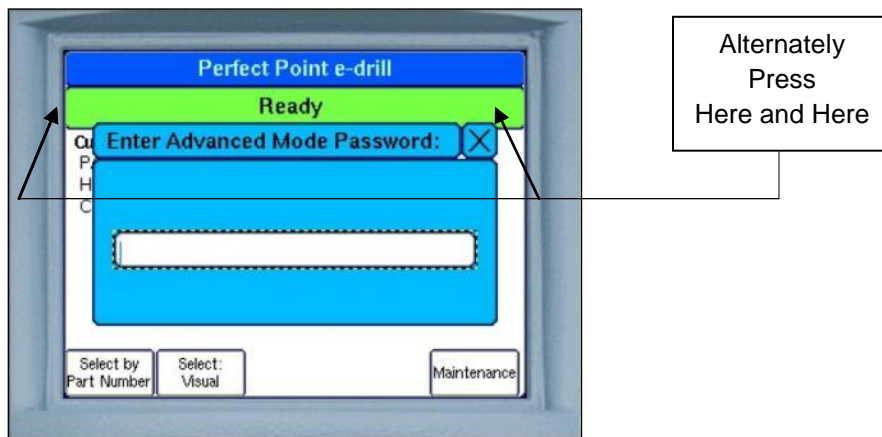 Perfect Point e-drill
Ready
Enter Advanced Mode Password:
Cu
P
H
C
Select by
Part Number
Select:
Visual
Maintenance
Alternately
Press
Here and Here